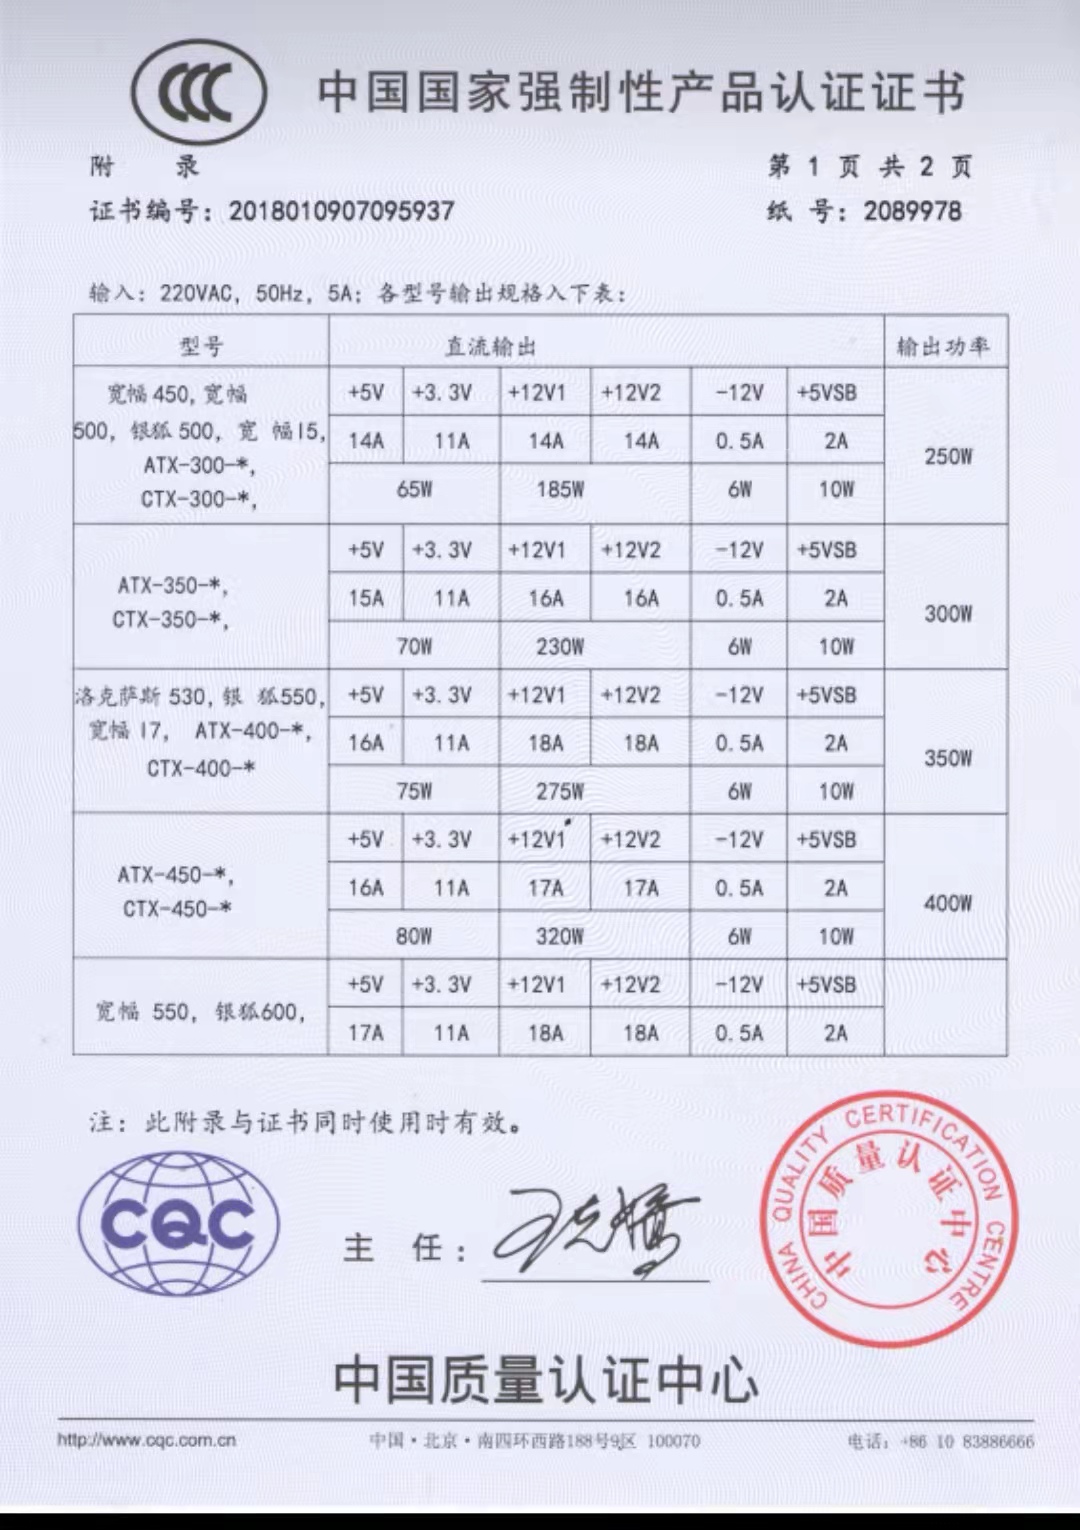 中国国家强制性产品认证证书
附 录
第 1 页 共 2 页
证书编号：2018010907095937
纸 号：2089978
输入：220VAC, 50Hz, 5A；各型号输出规格入下表：
型号 直流输出 输出功率
宽幅 450, 宽幅
500, 银狐 500, 宽 幅I5,
ATX-300-*,
CTX-300-*,
+5V +3.3V +12V1 +12V2 -12V +5VSB
14A 11A 14A 14A 0.5A 2A
65W 185W 6W 10W
250W
ATX-350-*,
CTX-350-*,
+5V +3.3V +12V1 +12V2 -12V +5VSB
15A 11A 16A 16A 0.5A 2A
70W 230W 6W 10W
300W
洛克萨斯 530, 银 狐550,
宽幅 I7, ATX-400-*,
CTX-400-*
+5V +3.3V +12V1 +12V2 -12V +5VSB
16A 11A 18A 18A 0.5A 2A
75W 275W 6W 10W
350W
ATX-450-*,
CTX-450-*
+5V +3.3V +12V1 +12V2 -12V +5VSB
16A 11A 17A 17A 0.5A 2A
80W 320W 6W 10W
400W
宽幅 550, 银狐600,
+5V +3.3V +12V1 +12V2 -12V +5VSB
17A 11A 18A 18A 0.5A 2A
注：此附录与证书同时使用时有效。
CQC
主 任：
CHINA QUALITY CERTIFICATION CENTRE
中国质量认证中心
中国质量认证中心
http://www.cqc.com.cn
中国·北京·南四环西路188号9区 100070
电话：+86 10 83886666